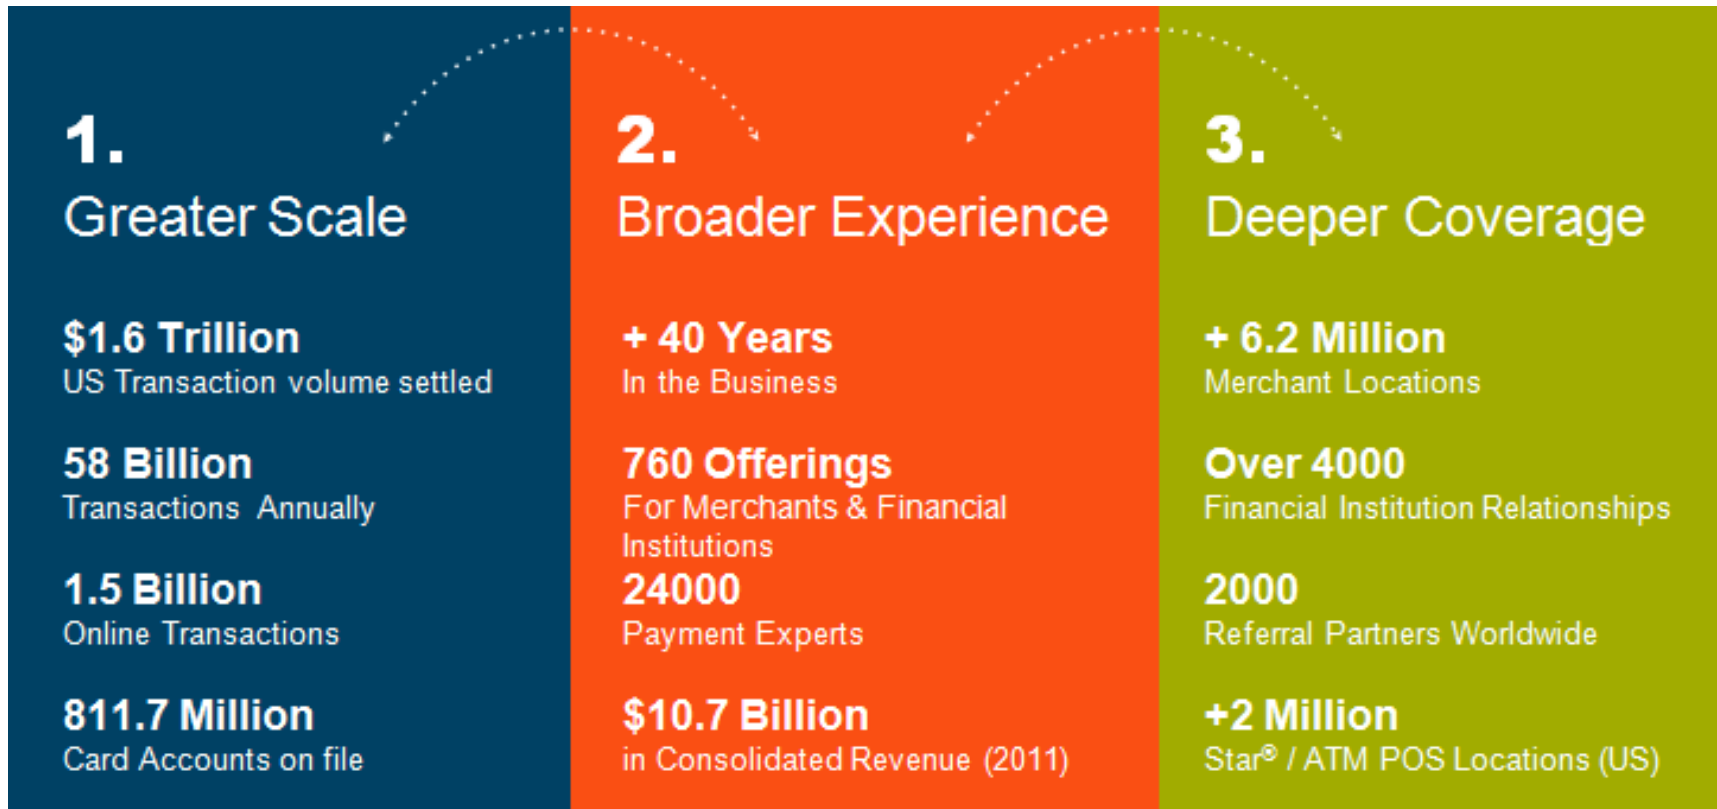 1.
Greater Scale
$1.6 Trillion
US Transaction volume settled
58 Billion
Transactions Annually
1.5 Billion
Online Transactions
811.7 Million
Card Accounts on file
2.
Broader Experience
+ 40 Years
In the Business
760 Offerings
For Merchants & Financial
Institutions
24000
Payment Experts
$10.7 Billion
in Consolidated Revenue (2011)
3.
Deeper Coverage
+ 6.2 Million
Merchant Locations
Over 4000
Financial Institution Relationships
2000
Referral Partners Worldwide
+2 Million
Star® / ATM POS Locations (US)